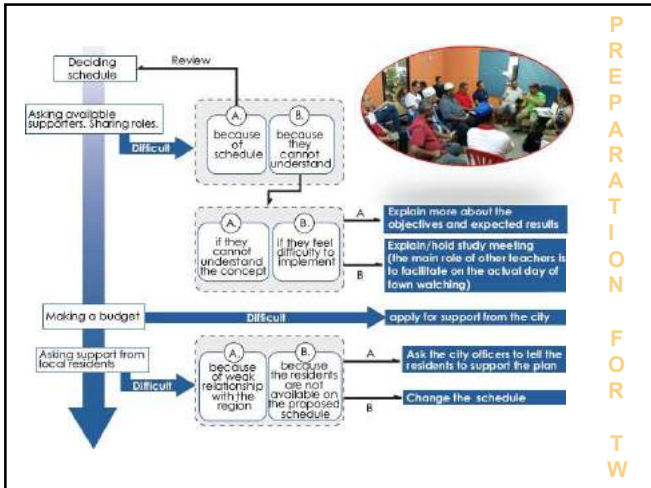 Deciding
schedule
Review
Asking available
supporters. Sharing roles.
Difficult
A.
because
of schedule
B.
because
they
cannot
understand
A.
if they
cannot
understand
the concept
B.
if they feel
difficulty to
implement
A
Explain more about the
objectives and expected results
B
Explain/hold study meeting
(the main role of other teachers is
to facilitate on the actual day of
town watching)
Making a budget
Difficult
apply for support from the city
Asking support from
local residents
Difficult
A.
because
of weak
relationship
with the
region
B.
because
the residents
are not
available on
the proposed
schedule
A
Ask the city officers to tell the
residents to support the plan
B
Change the schedule
PREPARATION FOR TW